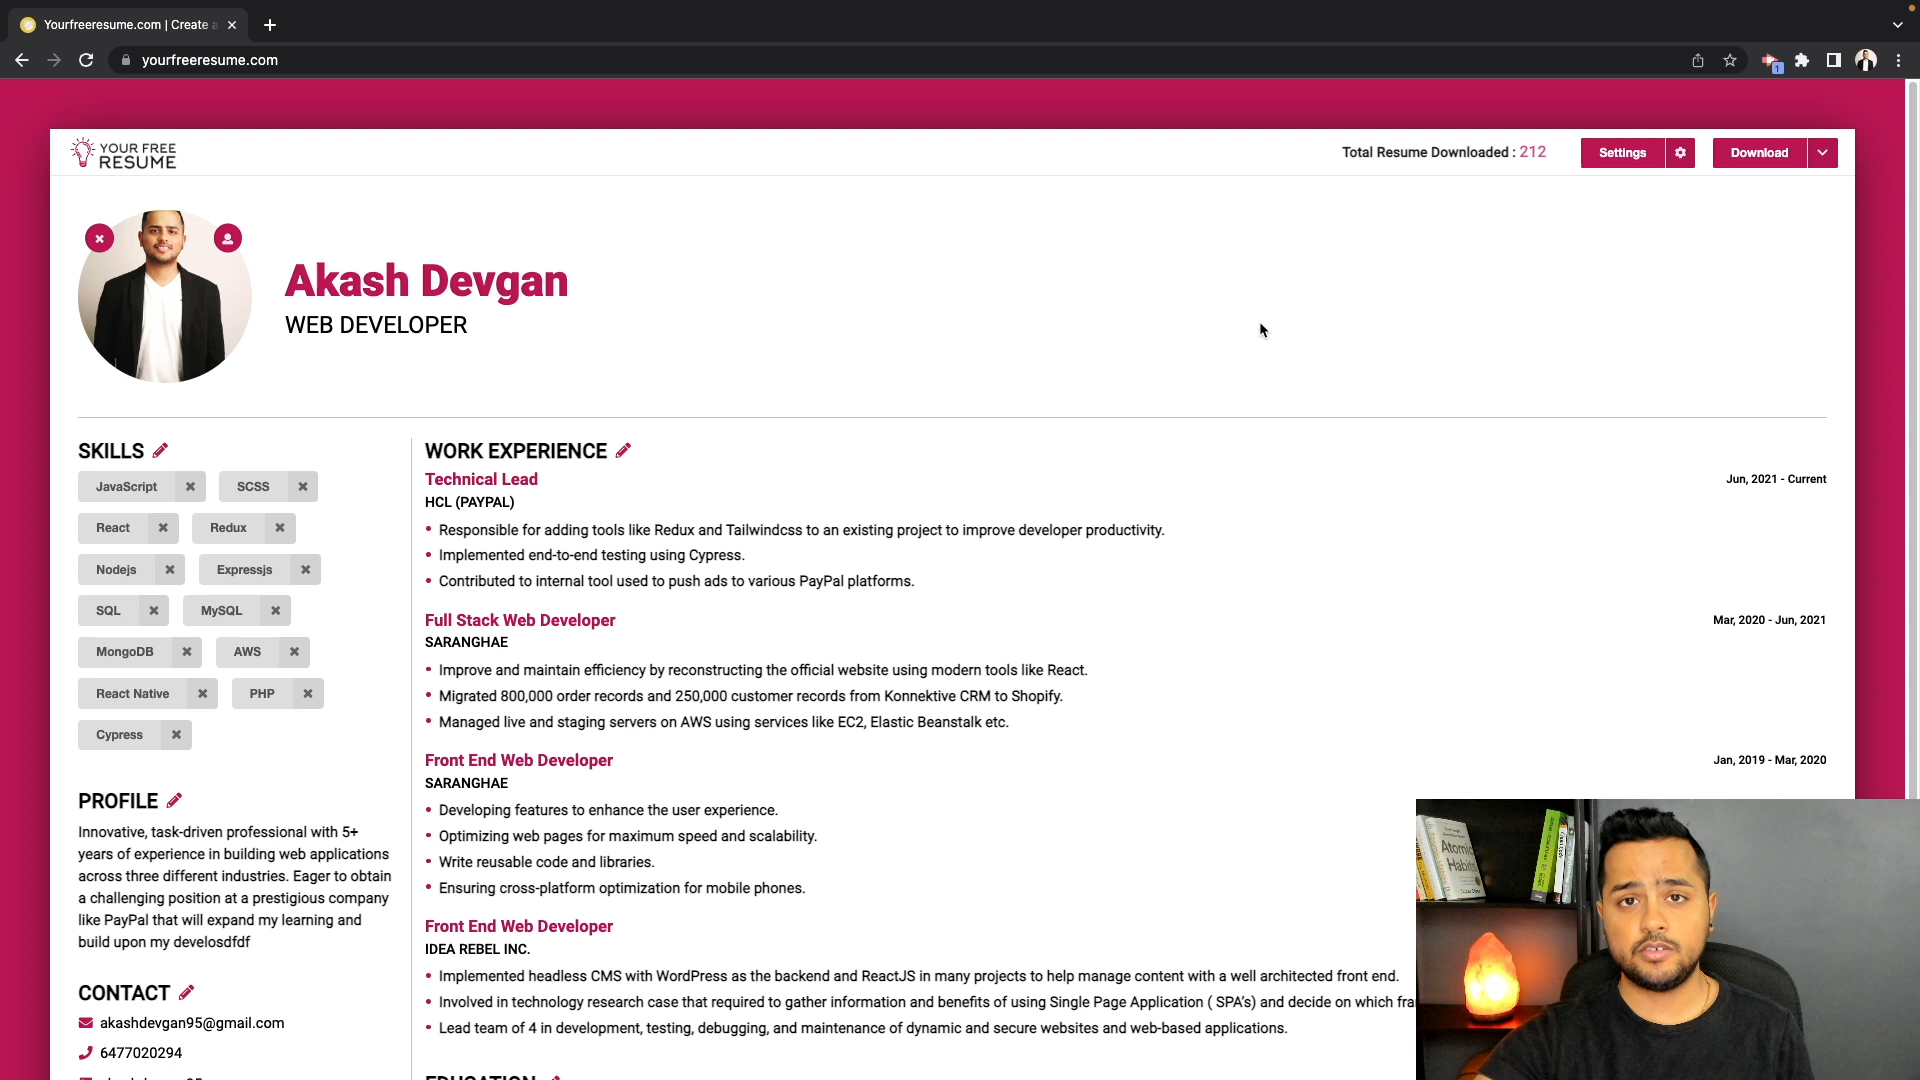 Yourfreeresume.com | Create a
yourfreeresume.com
1
YOUR FREE
RESUME
Total Resume Downloaded : 212
Settings
Download
Akash Devgan
WEB DEVELOPER
SKILLS
JavaScript
SCSS
React
Redux
Nodejs
Expressjs
SQL
MySQL
MongoDB
AWS
React Native
PHP
Cypress
PROFILE
Innovative, task-driven professional with 5+
years of experience in building web applications
across three different industries. Eager to obtain
a challenging position at a prestigious company
like PayPal that will expand my learning and
build upon my develosdfdf
CONTACT
akashdevgan95@gmail.com
6477020294
WORK EXPERIENCE
Technical Lead
Jun, 2021 - Current
HCL (PAYPAL)
• Responsible for adding tools like Redux and Tailwindcss to an existing project to improve developer productivity.
• Implemented end-to-end testing using Cypress.
• Contributed to internal tool used to push ads to various PayPal platforms.
Full Stack Web Developer
Mar, 2020 - Jun, 2021
SARANGHAE
• Improve and maintain efficiency by reconstructing the official website using modern tools like React.
• Migrated 800,000 order records and 250,000 customer records from Konnektive CRM to Shopify.
• Managed live and staging servers on AWS using services like EC2, Elastic Beanstalk etc.
Front End Web Developer
Jan, 2019 - Mar, 2020
SARANGHAE
• Developing features to enhance the user experience.
• Optimizing web pages for maximum speed and scalability.
• Write reusable code and libraries.
• Ensuring cross-platform optimization for mobile phones.
Front End Web Developer
IDEA REBEL INC.
• Implemented headless CMS with WordPress as the backend and ReactJS in many projects to help manage content with a well architected front end.
• Involved in technology research case that required to gather information and benefits of using Single Page Application ( SPA's) and decide on which fra
• Lead team of 4 in development, testing, debugging, and maintenance of dynamic and secure websites and web-based applications.
EDUCATION
Atomic
Habits